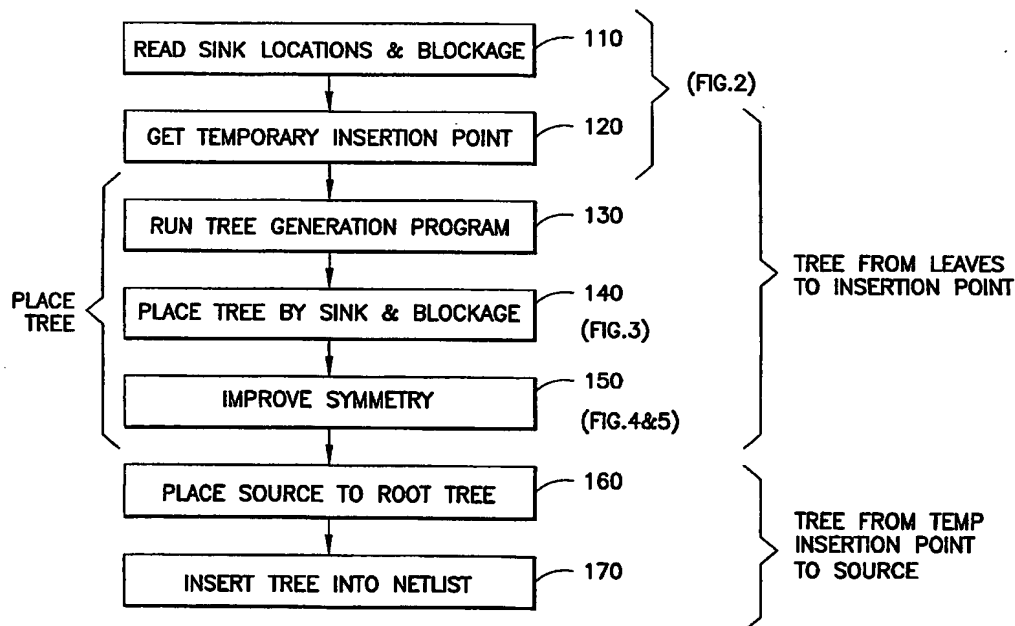 READ SINK LOCATIONS & BLOCKAGE
110
(FIG.2)
GET TEMPORARY INSERTION POINT
120
RUN TREE GENERATION PROGRAM
130
PLACE TREE BY SINK & BLOCKAGE
140
(FIG.3)
IMPROVE SYMMETRY
150
(FIG.4&5)
PLACE
TREE
TREE FROM LEAVES
TO INSERTION POINT
PLACE SOURCE TO ROOT TREE
160
INSERT TREE INTO NETLIST
170
TREE FROM TEMP
INSERTION POINT
TO SOURCE